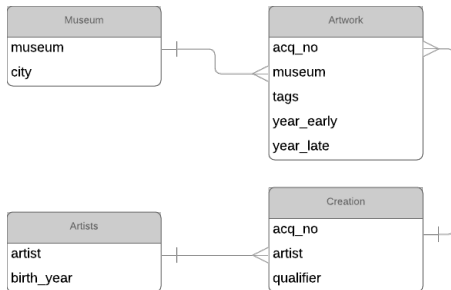 Museum
museum
city
Artwork
acq_no
museum
tags
year_early
year_late
Artists
artist
birth_year
Creation
acq_no
artist
qualifier